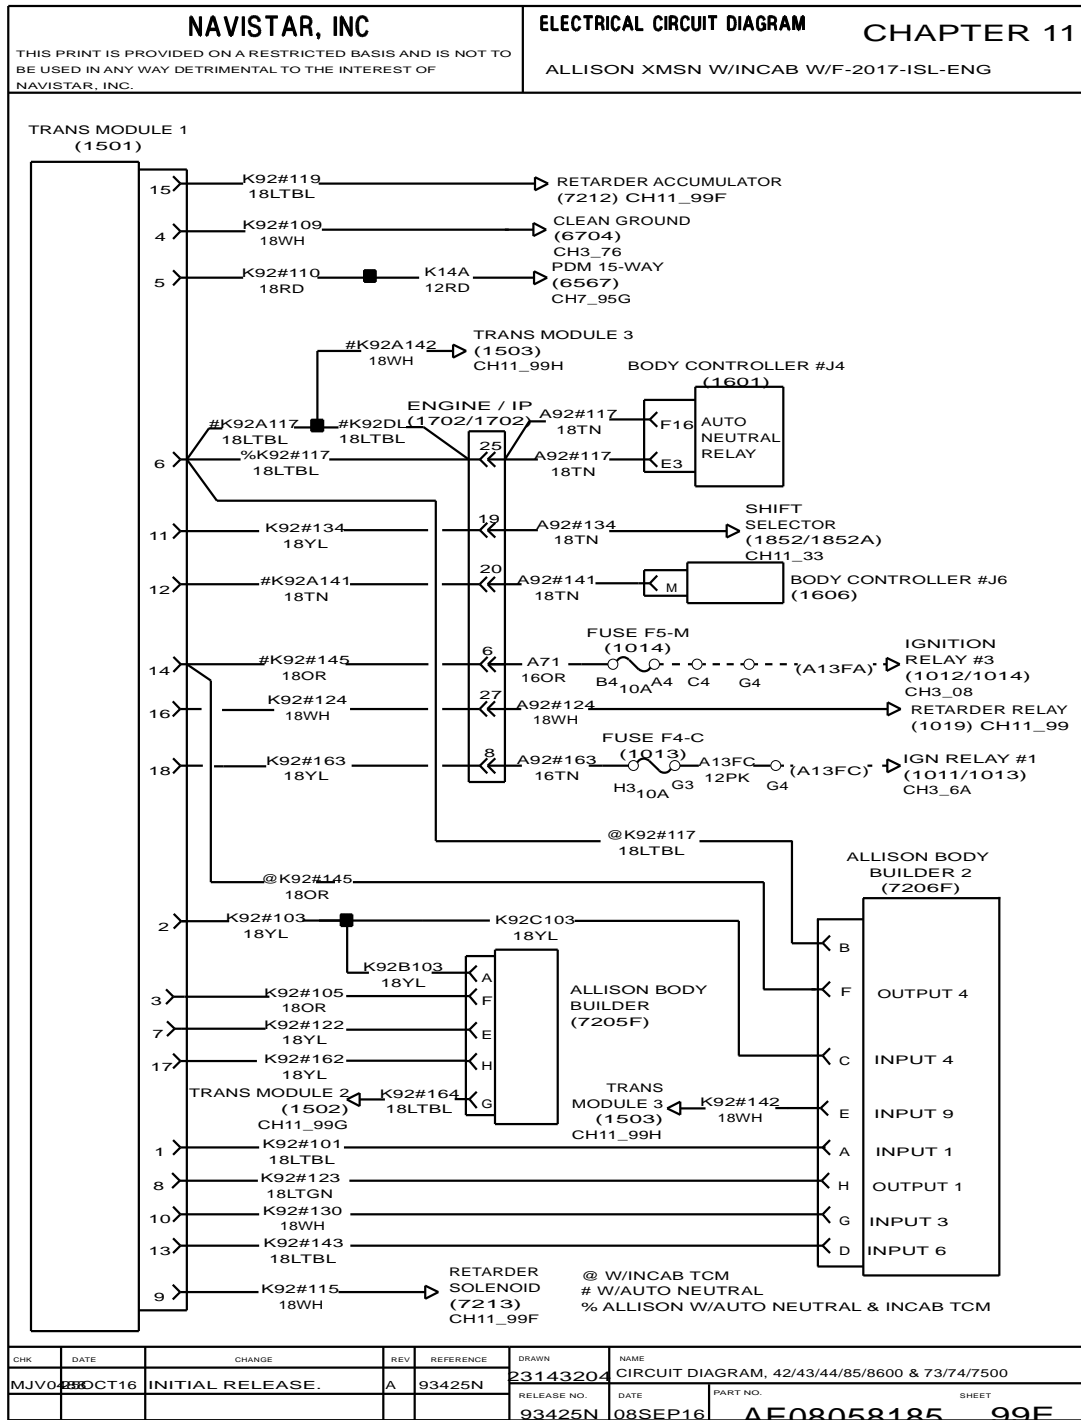 NAVISTAR, INC
THIS PRINT IS PROVIDED ON A RESTRICTED BASIS AND IS NOT TO
BE USED IN ANY WAY DETRIMENTAL TO THE INTEREST OF
NAVISTAR, INC.
ELECTRICAL CIRCUIT DIAGRAM
CHAPTER 11
ALLISON XMSN W/INCAB W/F-2017-ISL-ENG
TRANS MODULE 1
(1501)
15 K92#119
18LTBL
RETARDER ACCUMULATOR
(7212) CH11_99F
4 K92#109
18WH
CLEAN GROUND
(6704)
CH3_76
5 K92#110
18RD
K14A
12RD
PDM 15-WAY
(6567)
CH7_95G
#K92A142
18WH
TRANS MODULE 3
(1503)
CH11_99H
BODY CONTROLLER #J4
(1601)
ENGINE / IP
(1702/1702)
#K92A117
18LTBL
#K92DL
18LTBL
A92#117
18TN
F16
AUTO
NEUTRAL
RELAY
6 %K92#117
18LTBL
25
A92#117
18TN
E3
11 K92#134
18YL
19
A92#134
18TN
SHIFT
SELECTOR
(1852/1852A)
CH11_33
12 #K92A141
18TN
20
A92#141
18TN
M
BODY CONTROLLER #J6
(1606)
14 #K92#145
18OR
6
A71
16OR
FUSE F5-M
(1014)
B4 10A A4 C4 G4
(A13FA)
IGNITION
RELAY #3
(1012/1014)
CH3_08
16 K92#124
18WH
27
A92#124
18WH
RETARDER RELAY
(1019) CH11_99
18 K92#163
18YL
8
A92#163
16TN
FUSE F4-C
(1013)
H3 10A G3
A13FC
12PK
G4
(A13FC)
IGN RELAY #1
(1011/1013)
CH3_6A
@K92#117
18LTBL
ALLISON BODY
BUILDER 2
(7206F)
@K92#145
18OR
2 K92#103
18YL
K92C103
18YL
B
K92B103
18YL
A
ALLISON BODY
BUILDER
(7205F)
3 K92#105
18OR
F
F OUTPUT 4
7 K92#122
18YL
E
17 K92#162
18YL
H
C INPUT 4
TRANS MODULE 2
(1502)
CH11_99G
K92#164
18LTBL
G
TRANS
MODULE 3
(1503)
CH11_99H
K92#142
18WH
E INPUT 9
1 K92#101
18LTBL
A INPUT 1
8 K92#123
18LTGN
H OUTPUT 1
10 K92#130
18WH
G INPUT 3
13 K92#143
18LTBL
D INPUT 6
9 K92#115
18WH
RETARDER
SOLENOID
(7213)
CH11_99F
@ W/INCAB TCM
# W/AUTO NEUTRAL
% ALLISON W/AUTO NEUTRAL & INCAB TCM
CHK DATE CHANGE REV REFERENCE
OCT16 INITIAL RELEASE. A 93425N
DRAWN
23143204
NAME
CIRCUIT DIAGRAM, 42/43/44/85/8600 & 73/74/7500
RELEASE NO.
93425N
DATE
08SEP16
PART NO.
AE08058185
SHEET
99E